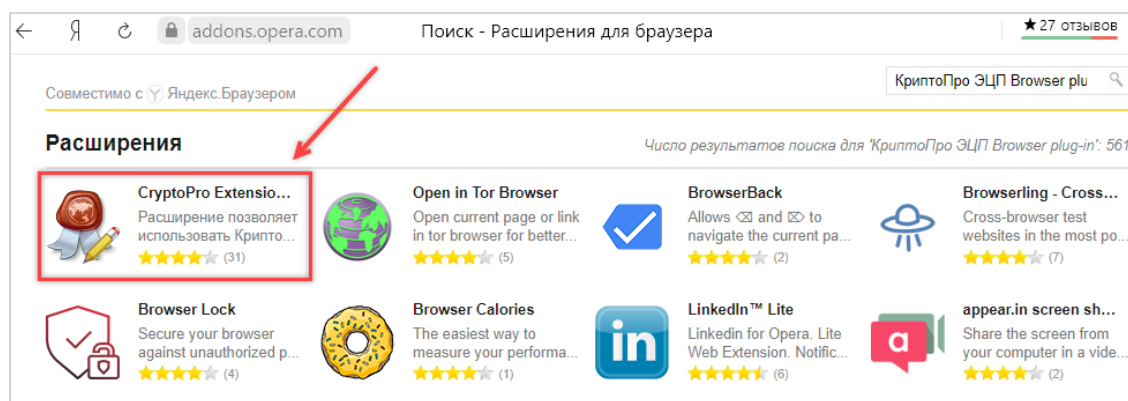 Я addons.opera.com Поиск - Расширения для браузера ★ 27 отзывов
Совместимо с Яндекс.Браузером КриптоПро ЭЦП Browser plu
Расширения Число результатов поиска для 'КриптоПро ЭЦП Browser plug-in': 561
CryptoPro Extensio...
Расширение позволяет
использовать Крипто...
(31)
Open in Tor Browser
Open current page or link
in tor browser for better...
(5)
BrowserBack
Allows ⌫ and ⌦ to
navigate the current pa...
(2)
Browserling - Cross...
Cross-browser test
websites in the most po...
(7)
Browser Lock
Secure your browser
against unauthorized p...
(4)
Browser Calories
The easiest way to
measure your performa...
(1)
in
LinkedIn™ Lite
Linkedin for Opera. Lite
Web Extension. Notific...
(6)
a
appear.in screen sh...
Share the screen from
your computer in a vide...
(2)